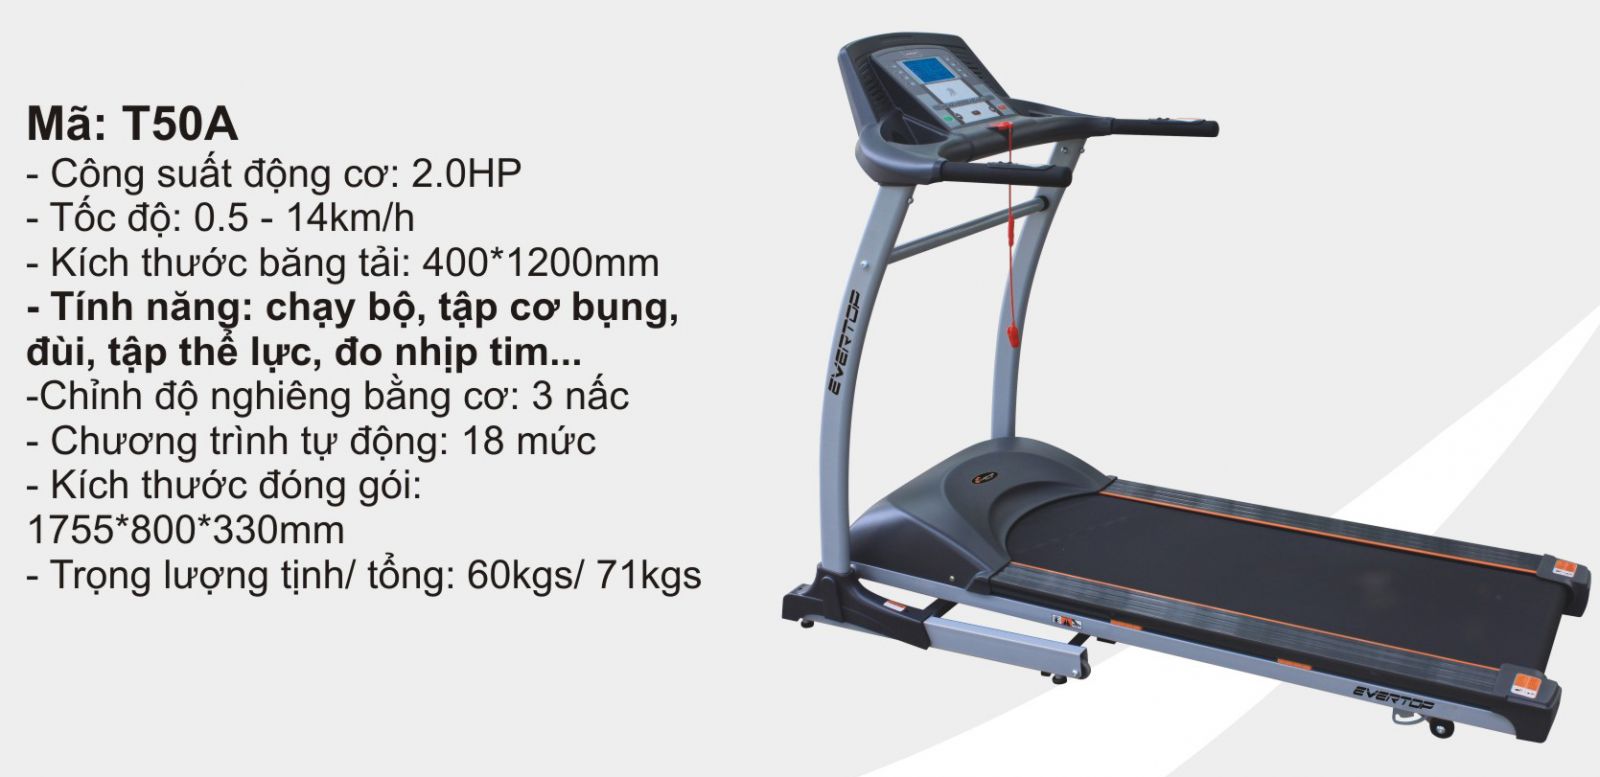 Mã: T50A
- Công suất động cơ: 2.0HP
- Tốc độ: 0.5 - 14km/h
- Kích thước băng tải: 400*1200mm
- Tính năng: chạy bộ, tập cơ bụng,
đùi, tập thể lực, đo nhịp tim...
-Chỉnh độ nghiêng bằng cơ: 3 nấc
- Chương trình tự động: 18 mức
- Kích thước đóng gói:
1755*800*330mm
- Trọng lượng tịnh/ tổng: 60kgs/ 71kgs
EVERTOP
EVERTOP